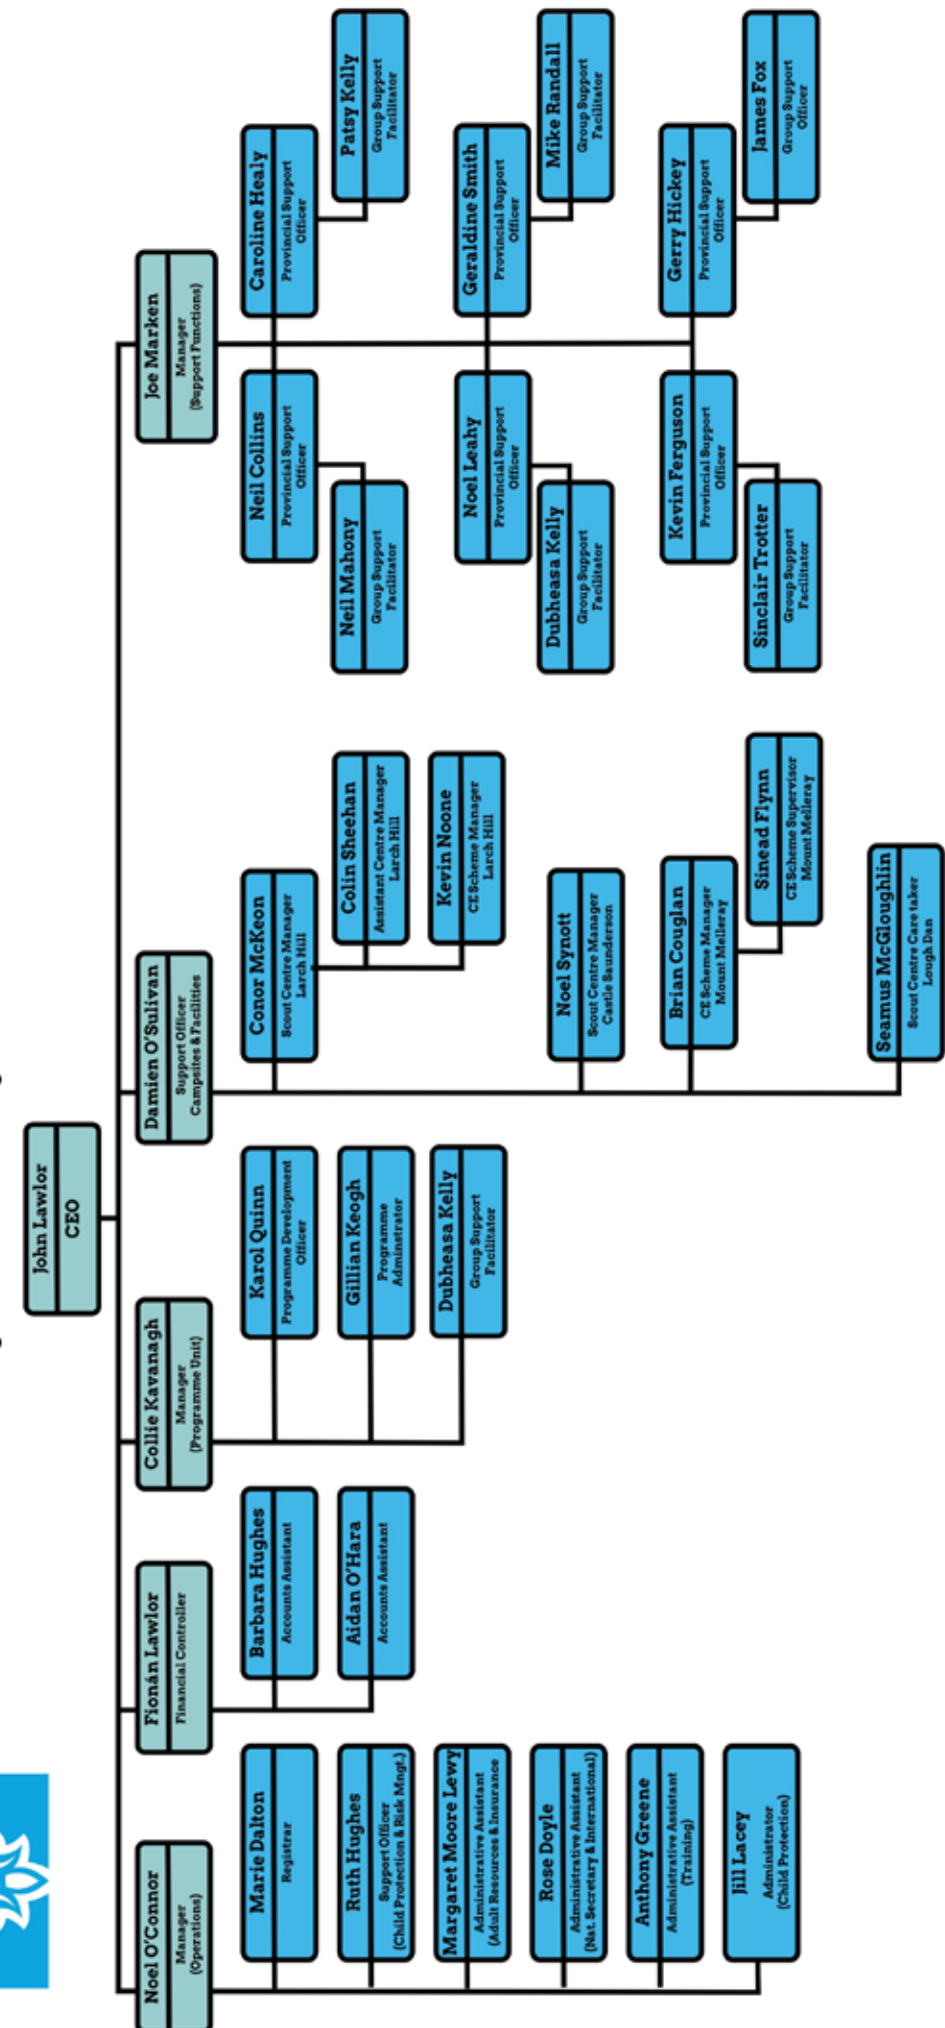 John Lawlor
CEO
Noel O'Connor
Manager
(Operations)
Marie Dalton
Registrar
Ruth Hughes
Support Officer
(Child Protection & Risk Mngt.)
Margaret Moore Lewy
Administrative Assistant
(Adult Resources & Insurance
Rose Doyle
Administrative Assistant
(Nat. Secretary & International)
Anthony Greene
Administrative Assistant
(Training)
Jill Lacey
Administrator
(Child Protection)
Fionán Lawlor
Financial Controller
Barbara Hughes
Accounts Assistant
Aidan O'Hara
Accounts Assistant
Collie Kavanagh
Manager
(Programme Unit)
Karol Quinn
Programme Development
Officer
Gillian Keogh
Programme
Adminstrator
Dubheasa Kelly
Group Support
Facilitator
Damien O'Sulivan
Support Officer
Campsites & Facilities
Conor McKeon
Scout Centre Manager
Larch Hill
Colin Sheehan
Assistant Centre Manager
Larch Hill
Kevin Noone
CE Scheme Manager
Larch Hill
Noel Synott
Scout Centre Manager
Castle Saunderson
Brian Couglan
CE Scheme Manager
Mount Melleray
Sinead Flynn
CE Scheme Supervisor
Mount Melleray
Seamus McGloughlin
Scout Centre Care taker
Lough Dan
Joe Marken
Manager
(Support Functions)
Neil Collins
Provincial Support
Officer
Neil Mahony
Group Support
Facilitator
Caroline Healy
Provincial Support
Officer
Patsy Kelly
Group Support
Facilitator
Noel Leahy
Provincial Support
Officer
Dubheasa Kelly
Group Support
Facilitator
Geraldine Smith
Provincial Support
Officer
Mike Randall
Group Support
Facilitator
Kevin Ferguson
Provincial Support
Officer
Sinclair Trotter
Group Support
Facilitator
Gerry Hickey
Provincial Support
Officer
James Fox
Group Support
Officer